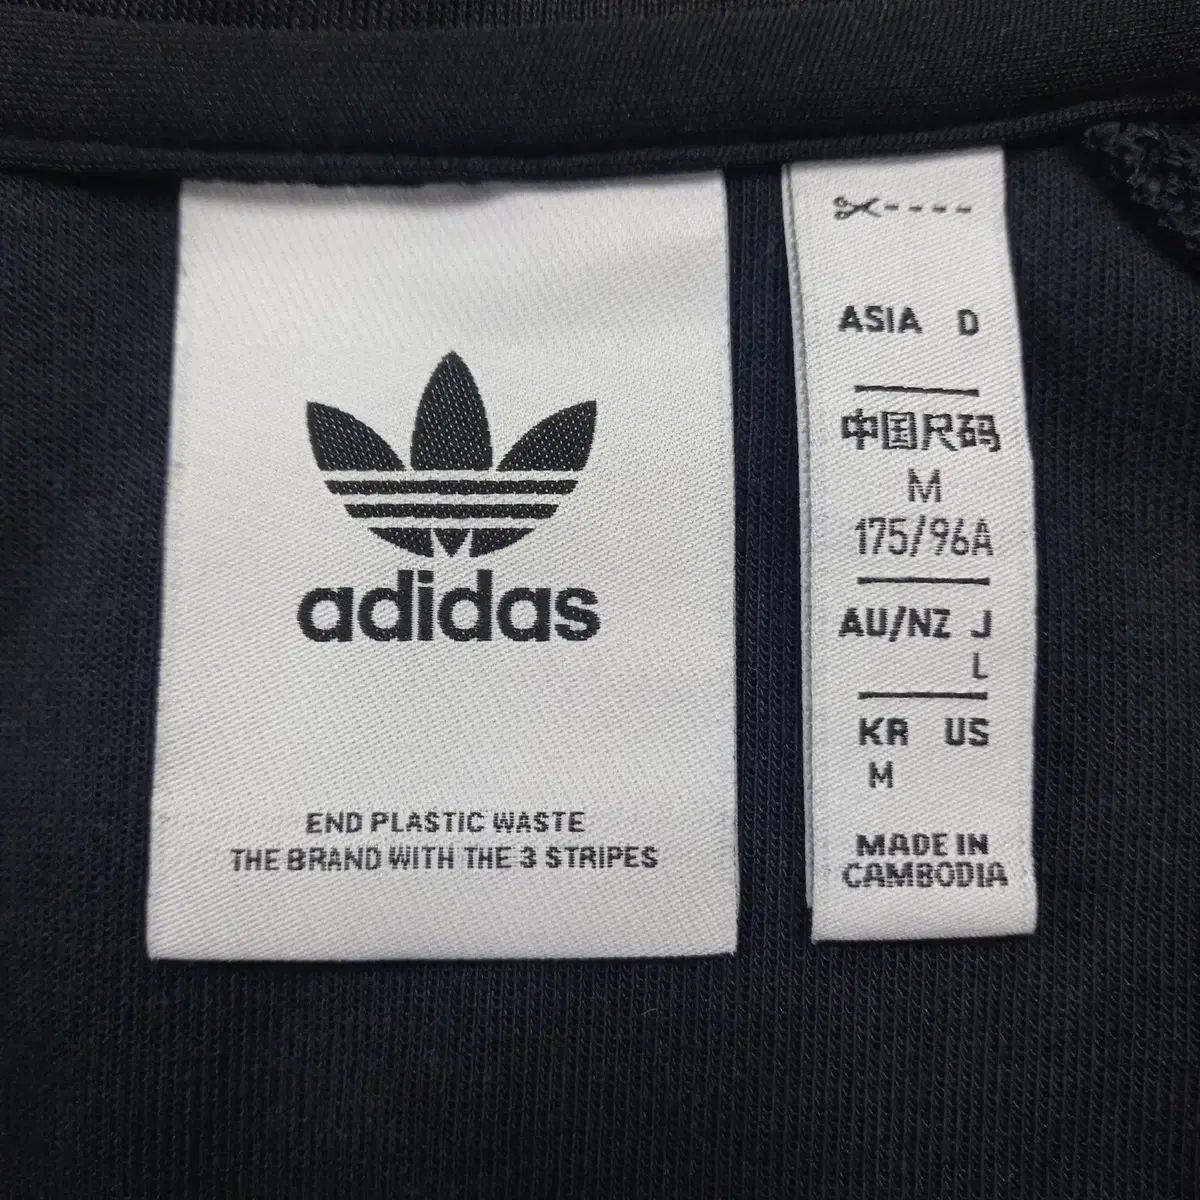 adidas
END PLASTIC WASTE
THE BRAND WITH THE 3 STRIPES
ASIA D
中国尺码
M
175/96A
AU/NZ J
L
KR US
M
MADE IN
CAMBODIA